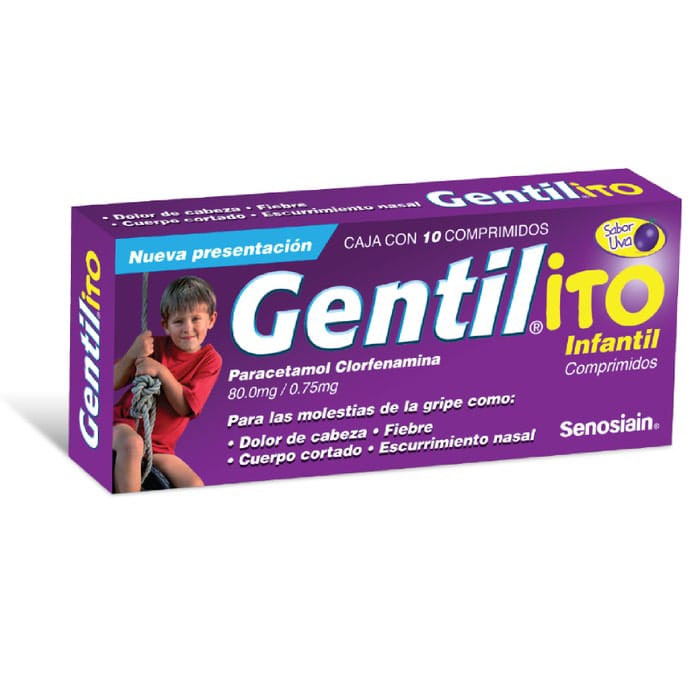 • Dolor de cabeza • Fiebre
• Cuerpo cortado • Escurrimiento nasal
Gentilito
Gentilito
Nueva presentación
CAJA CON 10 COMPRIMIDOS
Sabor
Uva
Gentil®ito
Infantil
Comprimidos
Paracetamol Clorfenamina
80.0mg / 0.75mg
Para las molestias de la gripe como:
• Dolor de cabeza • Fiebre
• Cuerpo cortado • Escurrimiento nasal
Senosiain®